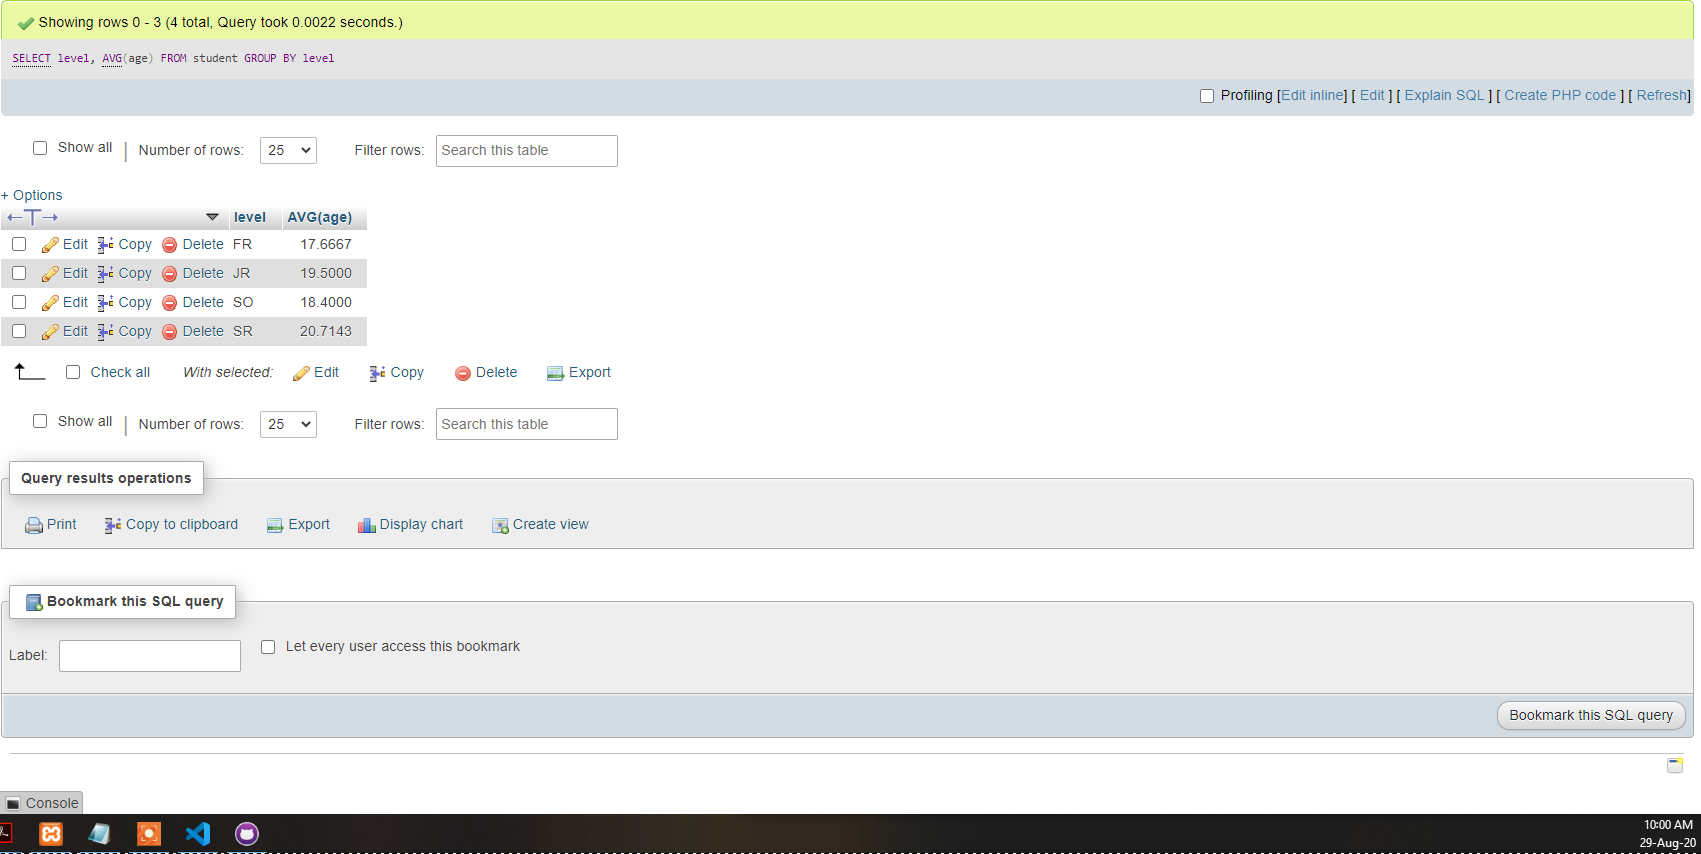 Showing rows 0 - 3 (4 total, Query took 0.0022 seconds.)
SELECT level, AVG(age) FROM student GROUP BY level
Profiling [Edit inline] [ Edit ] [ Explain SQL ] [ Create PHP code ] [ Refresh]
Show all | Number of rows: 25 Filter rows: Search this table
+ Options
←T→ level AVG(age)
Edit Copy Delete FR 17.6667
Edit Copy Delete JR 19.5000
Edit Copy Delete SO 18.4000
Edit Copy Delete SR 20.7143
Check all With selected: Edit Copy Delete Export
Show all | Number of rows: 25 Filter rows: Search this table
Query results operations
Print Copy to clipboard Export Display chart Create view
Bookmark this SQL query
Label: Let every user access this bookmark
Bookmark this SQL query
Console
10:00 AM
29-Aug-20